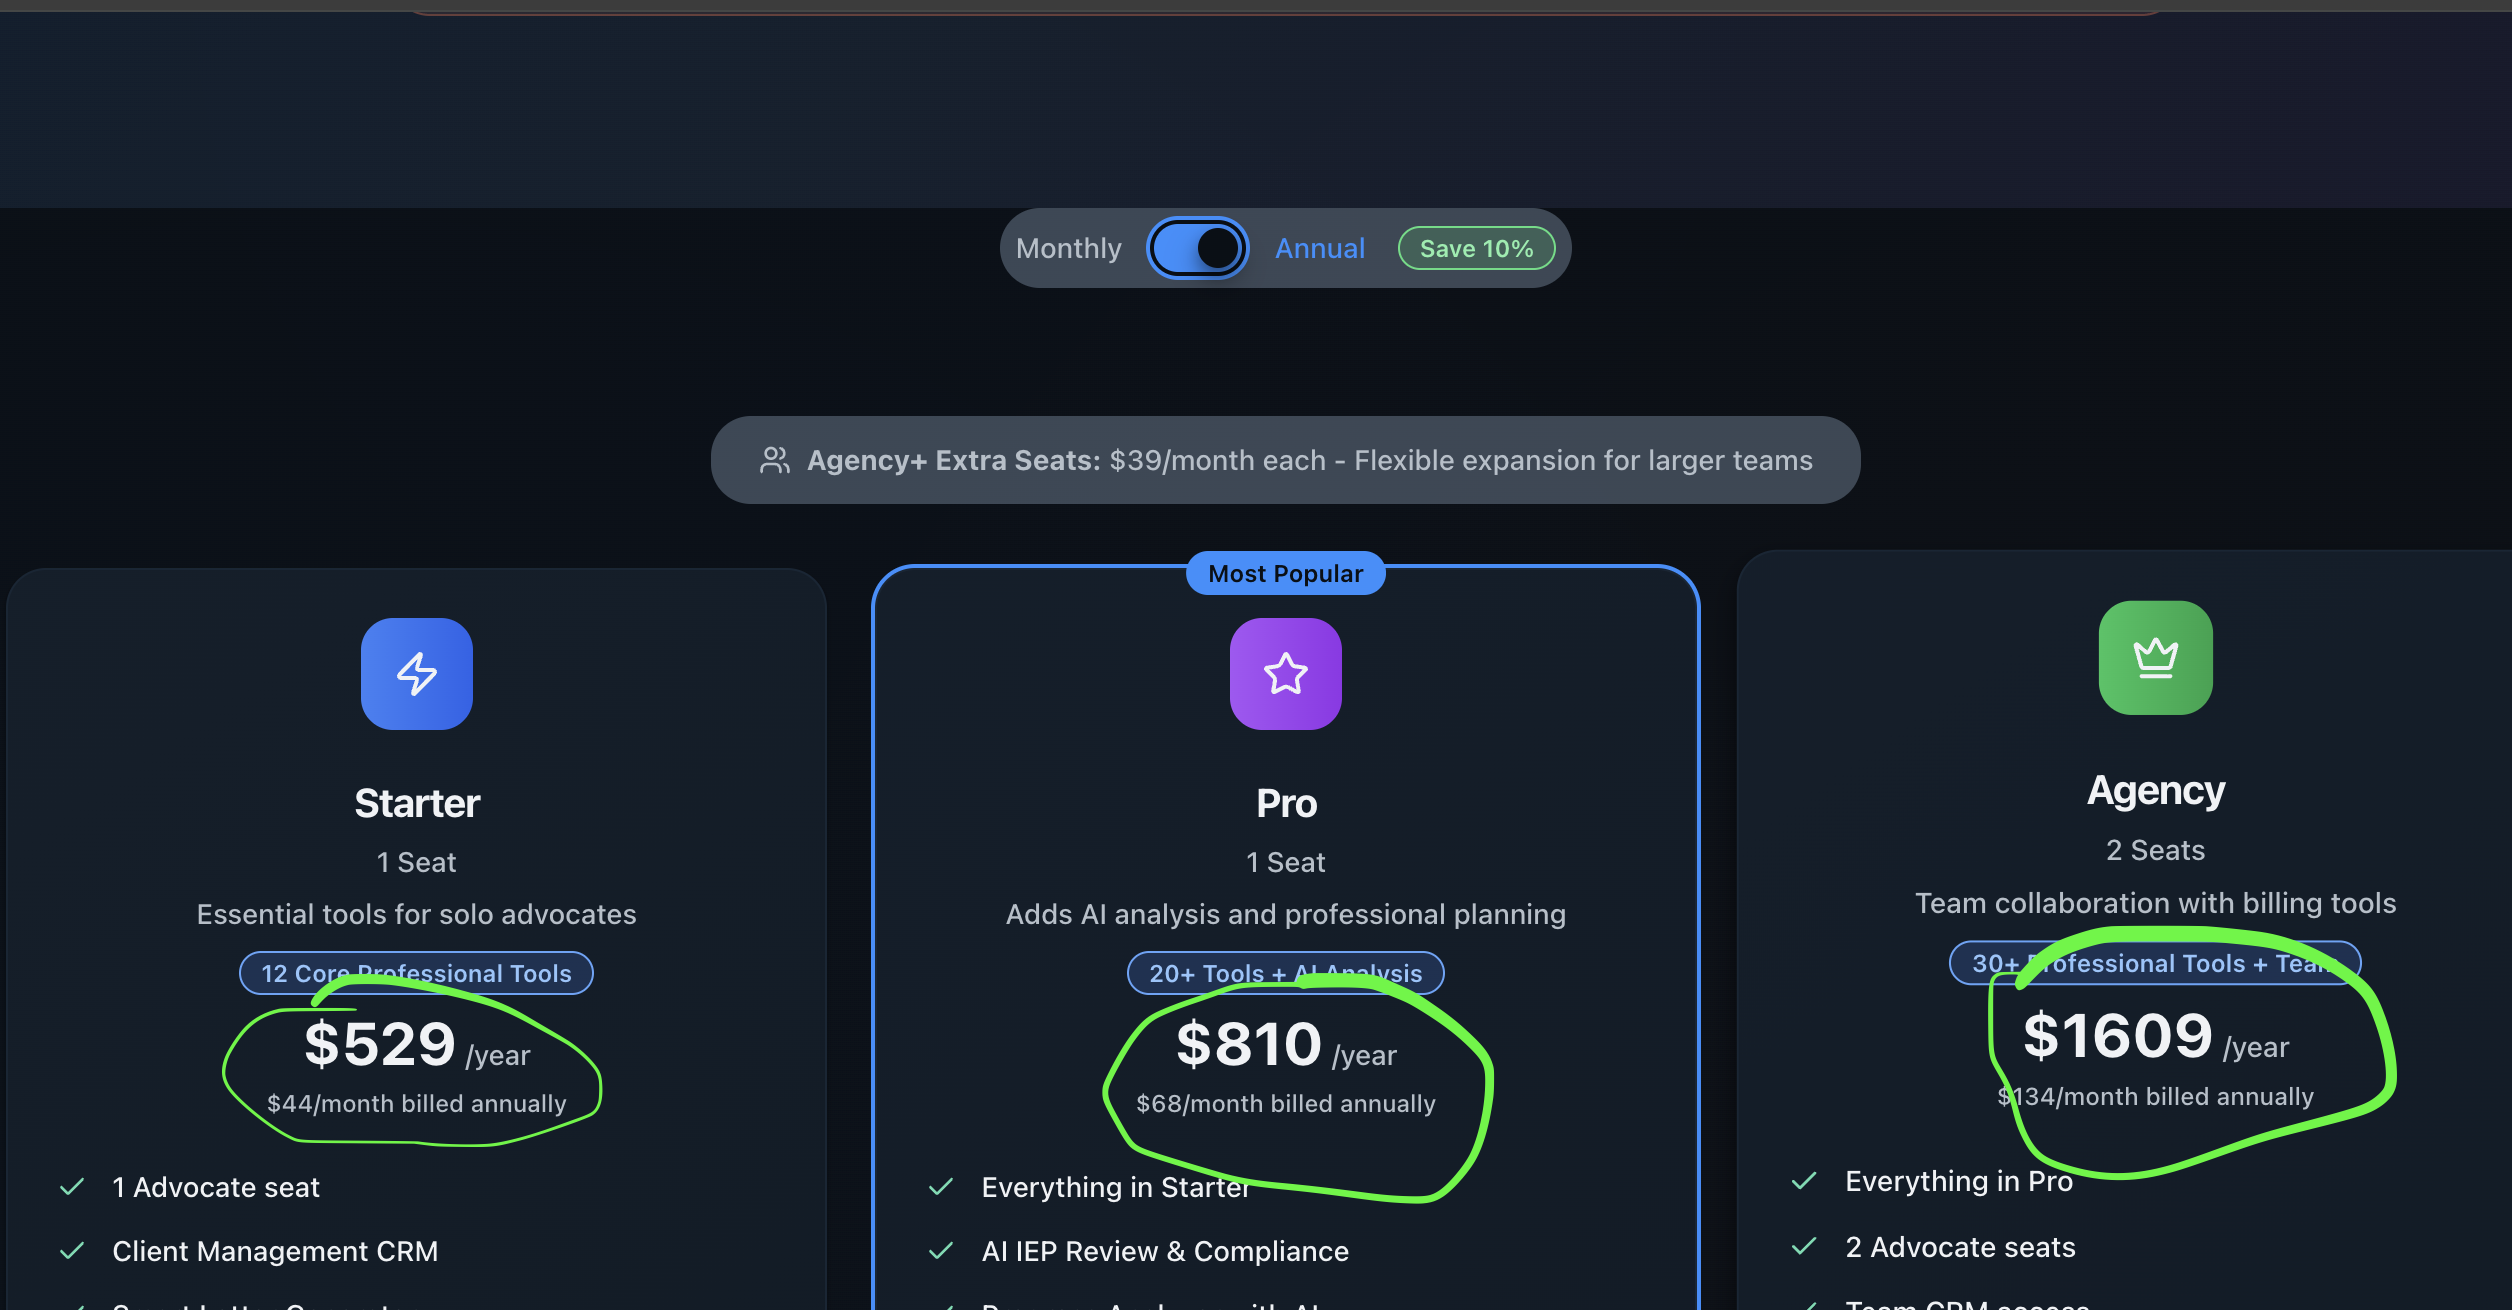 Monthly Annual Save 10%
Agency+ Extra Seats: $39/month each - Flexible expansion for larger teams
Starter
1 Seat
Essential tools for solo advocates
12 Core Professional Tools
$529 /year
$44/month billed annually
1 Advocate seat
Client Management CRM
Most Popular
Pro
1 Seat
Adds AI analysis and professional planning
20+ Tools + AI Analysis
$810 /year
$68/month billed annually
Everything in Starter
AI IEP Review & Compliance
Agency
2 Seats
Team collaboration with billing tools
30+ Professional Tools + Team
$1609 /year
$134/month billed annually
Everything in Pro
2 Advocate seats
Team CRM access